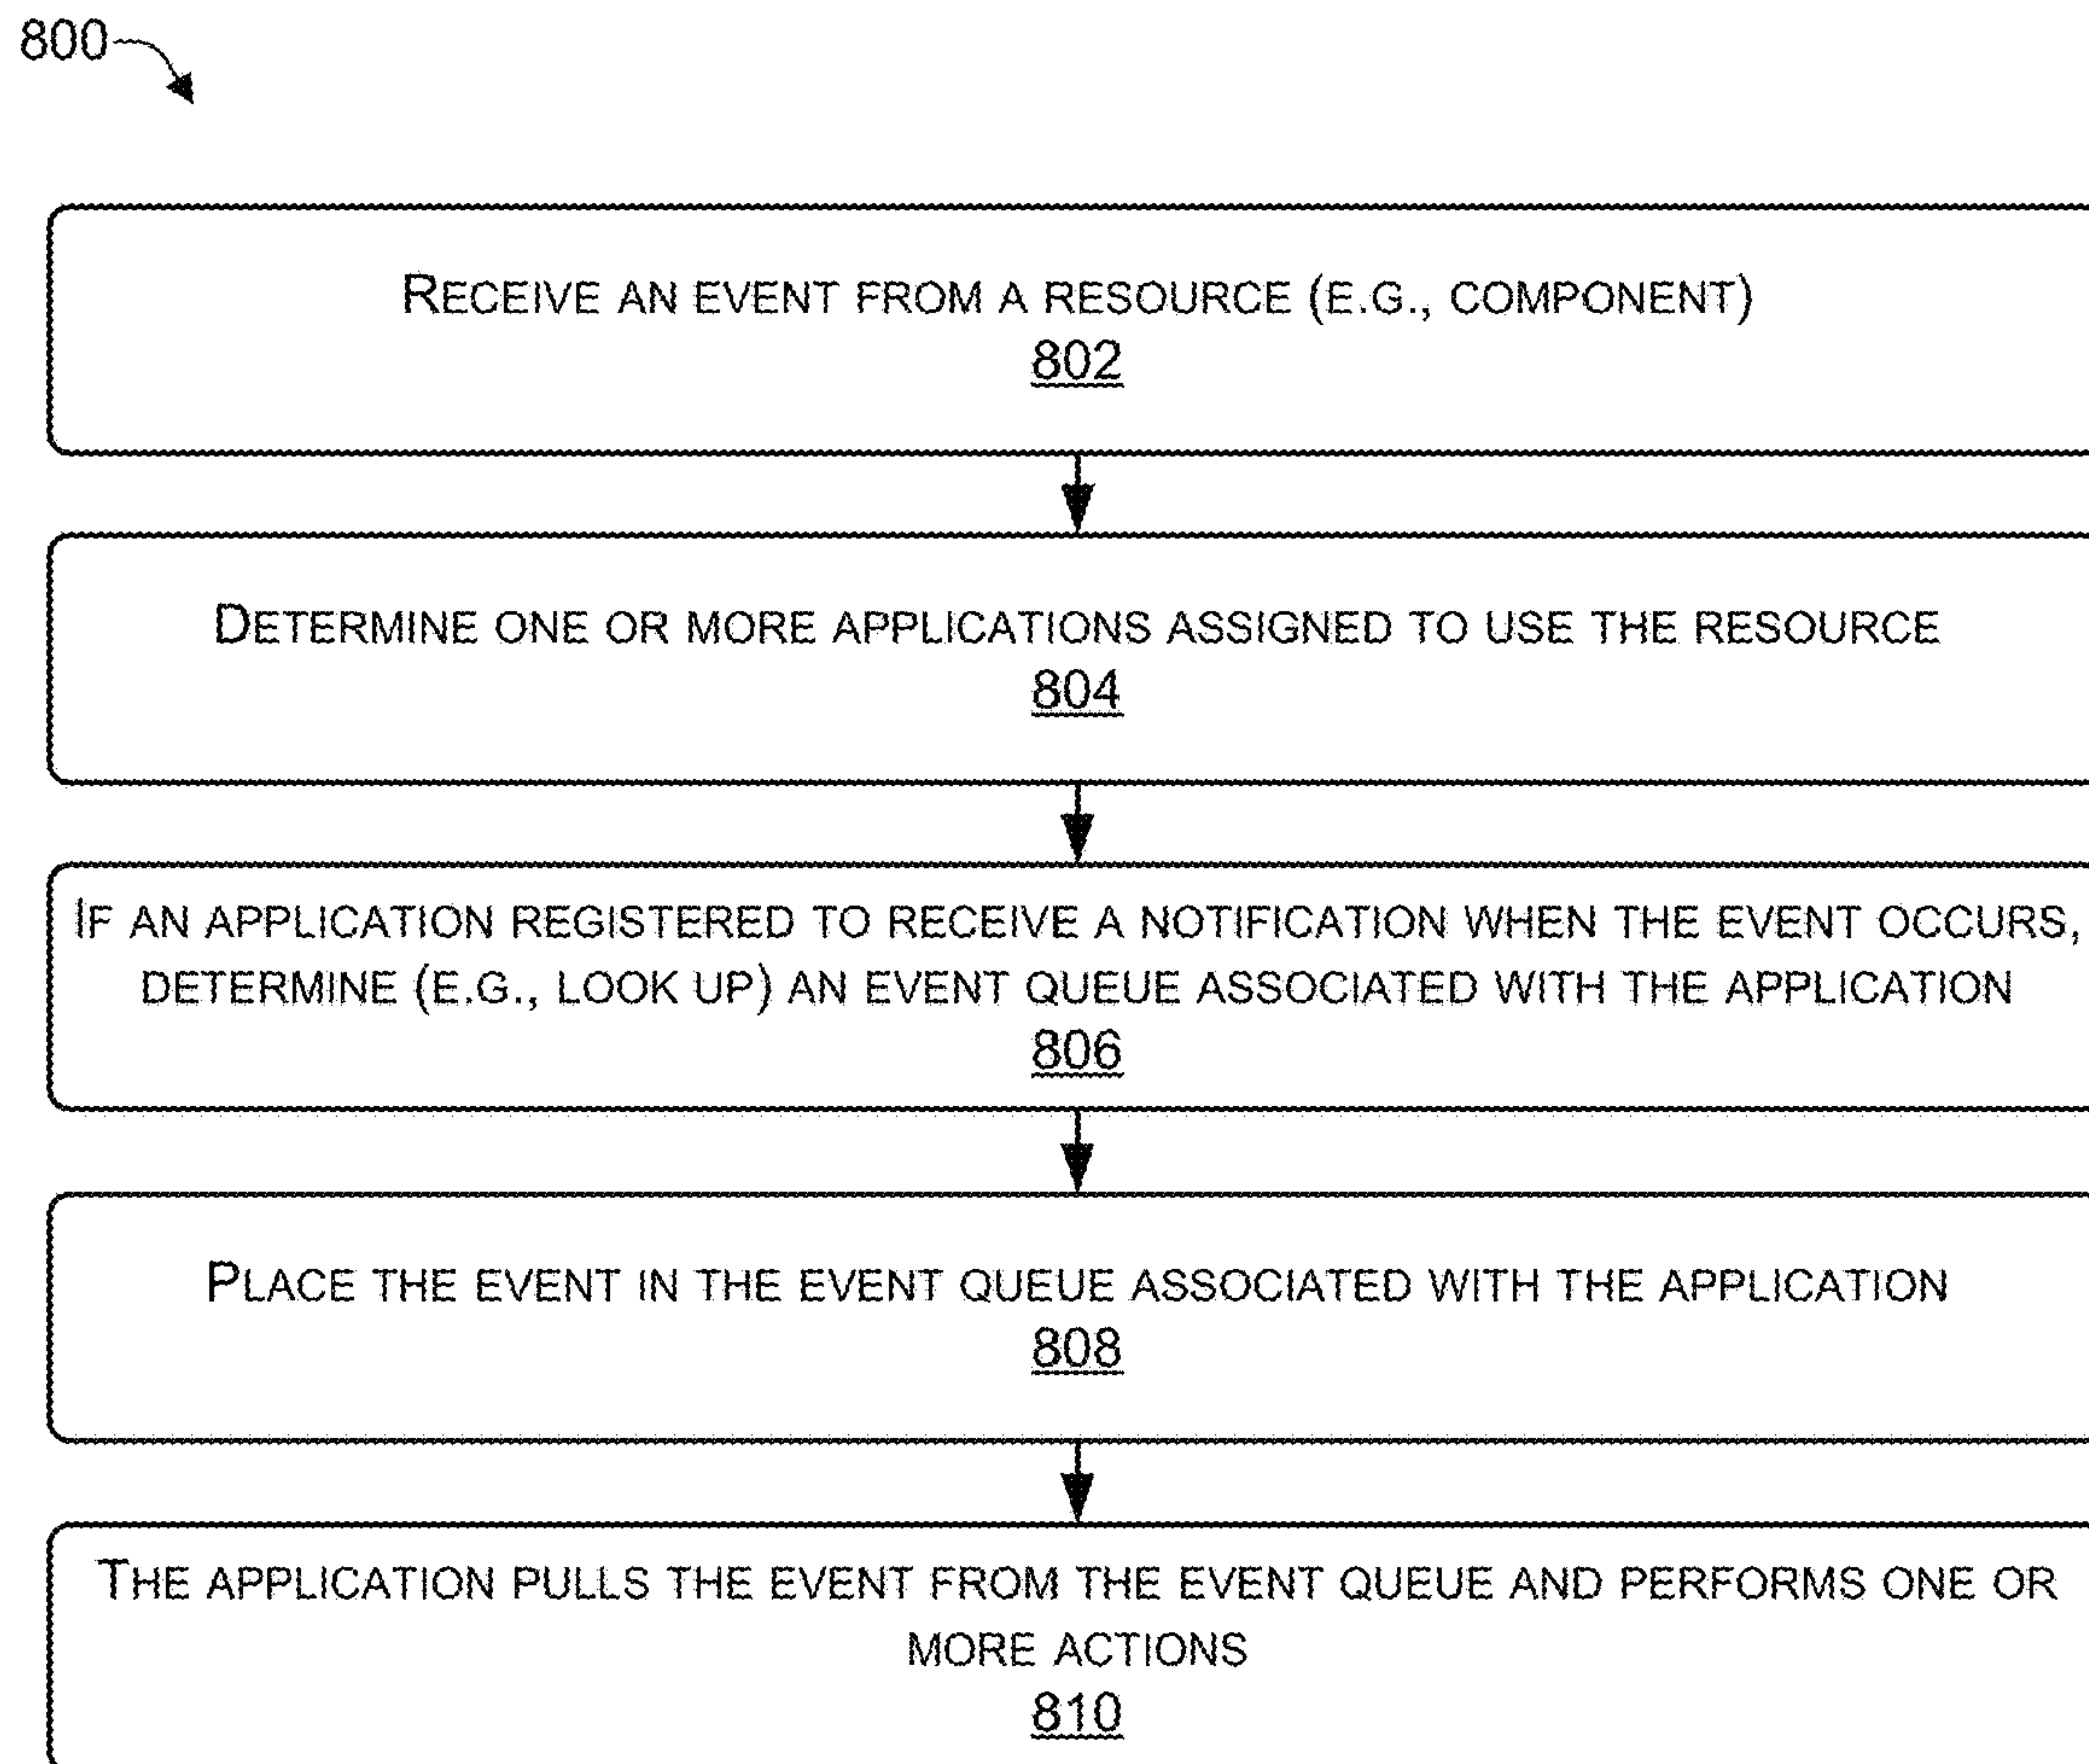 800
RECEIVE AN EVENT FROM A RESOURCE (E.G., COMPONENT)
802
DETERMINE ONE OR MORE APPLICATIONS ASSIGNED TO USE THE RESOURCE
804
IF AN APPLICATION REGISTERED TO RECEIVE A NOTIFICATION WHEN THE EVENT OCCURS,
DETERMINE (E.G., LOOK UP) AN EVENT QUEUE ASSOCIATED WITH THE APPLICATION
806
PLACE THE EVENT IN THE EVENT QUEUE ASSOCIATED WITH THE APPLICATION
808
THE APPLICATION PULLS THE EVENT FROM THE EVENT QUEUE AND PERFORMS ONE OR
MORE ACTIONS
810